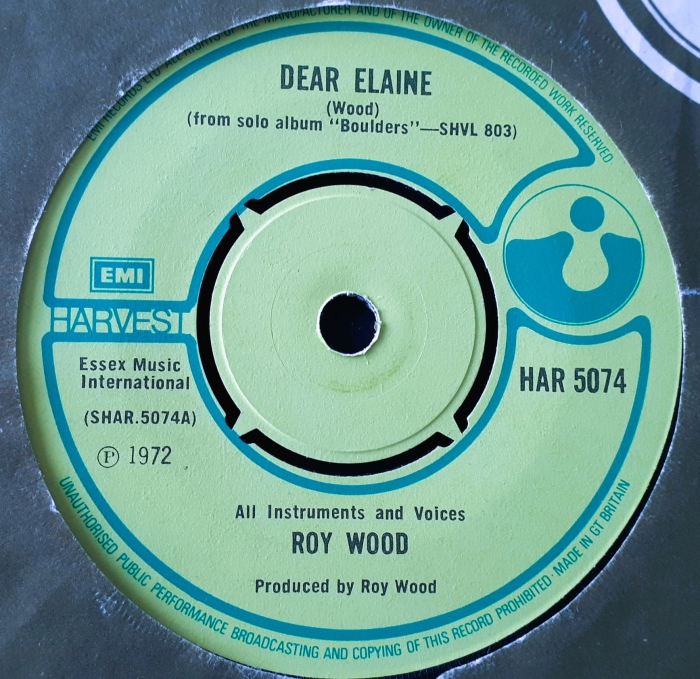 EMI RECORDS LTD ALL RIGHTS OF THE MANUFACTURER AND OF THE OWNER OF THE RECORDED WORK RESERVED
DEAR ELAINE
(Wood)
(from solo album "Boulders"—SHVL 803)
EMI
HARVEST
Essex Music
International
HAR 5074
(SHAR.5074A)
Ⓟ 1972
All Instruments and Voices
ROY WOOD
Produced by Roy Wood
UNAUTHORISED PUBLIC PERFORMANCE BROADCASTING AND COPYING OF THIS RECORD PROHIBITED · MADE IN GT BRITAIN